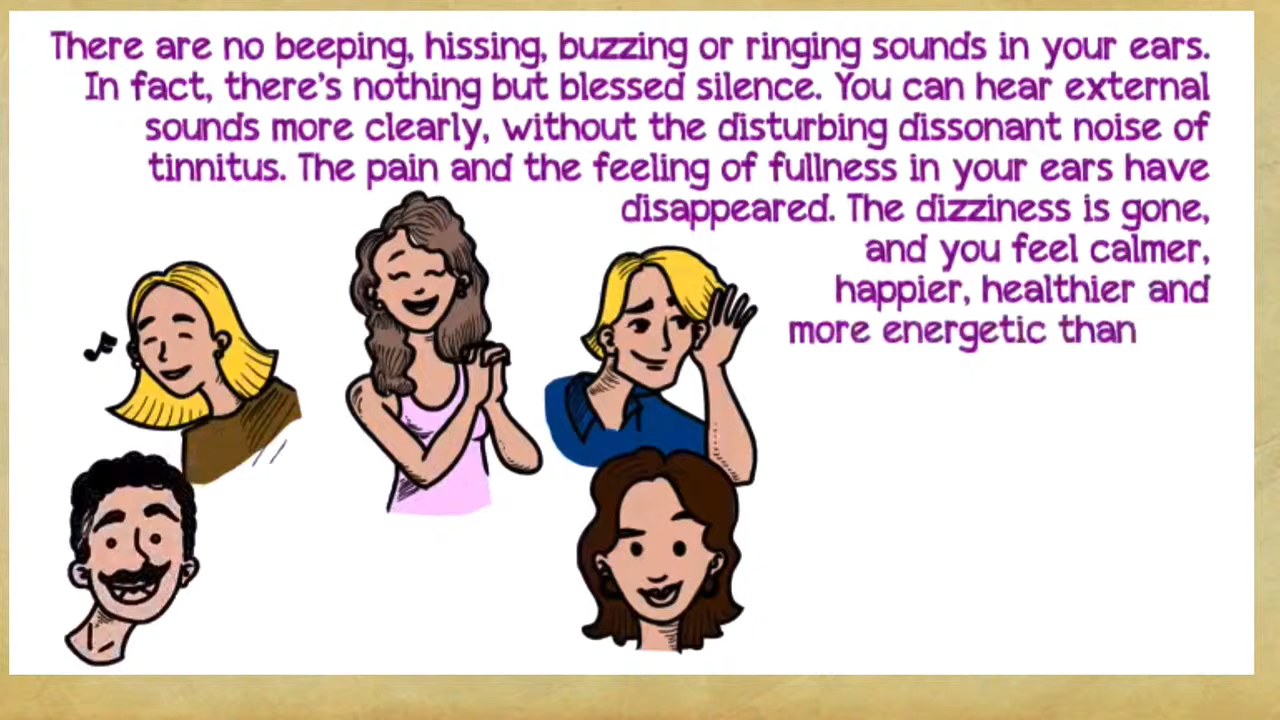 There are no beeping, hissing, buzzing or ringing sounds in your ears.
In fact, there's nothing but blessed silence. You can hear external
sounds more clearly, without the disturbing dissonant noise of
tinnitus. The pain and the feeling of fullness in your ears have
disappeared. The dizziness is gone,
and you feel calmer,
happier, healthier and
more energetic than